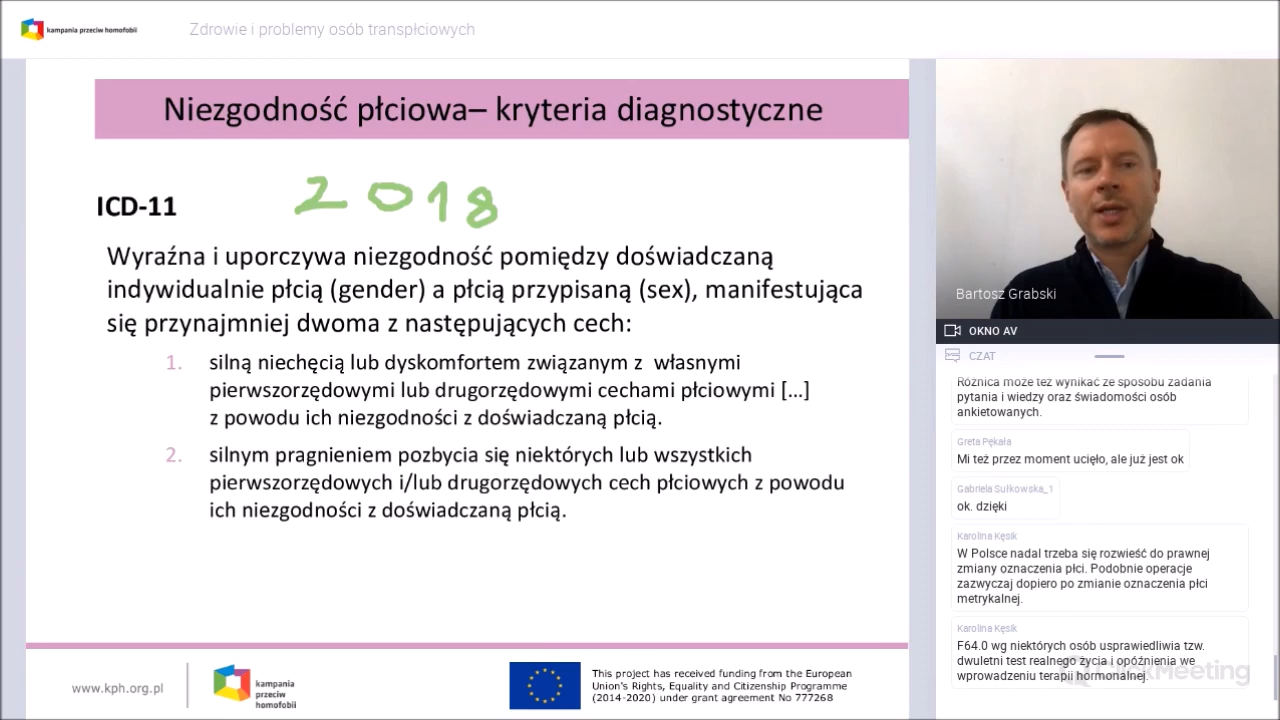 kampania przeciw homofobii
Zdrowie i problemy osób transpłciowych
Niezgodność płciowa– kryteria diagnostyczne
2018
ICD-11
Wyraźna i uporczywa niezgodność pomiędzy doświadczaną
indywidualnie płcią (gender) a płcią przypisaną (sex), manifestująca
się przynajmniej dwoma z następujących cech:
1. silną niechęcią lub dyskomfortem związanym z własnymi
pierwszorzędowymi lub drugorzędowymi cechami płciowymi [...]
z powodu ich niezgodności z doświadczaną płcią.
2. silnym pragnieniem pozbycia się niektórych lub wszystkich
pierwszorzędowych i/lub drugorzędowych cech płciowych z powodu
ich niezgodności z doświadczaną płcią.
www.kph.org.pl
kampania
przeciw
homofobii
This project has received funding from the European
Union's Rights, Equality and Citizenship Programme
(2014-2020) under grant agreement No 777268
Bartosz Grabski
OKNO AV
CZAT
Różnica może też wynikać ze sposobu zadania
pytania i wiedzy oraz świadomości osób
ankietowanych.
Greta Pękała
Mi też przez moment ucięło, ale już jest ok
Gabriela Sułkowska_1
ok. dzięki
Karolina Kęsik
W Polsce nadal trzeba się rozwieść do prawnej
zmiany oznaczenia płci. Podobnie operacje
zazwyczaj dopiero po zmianie oznaczenia płci
metrykalnej.
Karolina Kęsik
F64.0 wg niektórych osób usprawiedliwia tzw.
dwuletni test realnego życia i opóźnienia we
wprowadzeniu terapii hormonalnej.
ClickMeeting